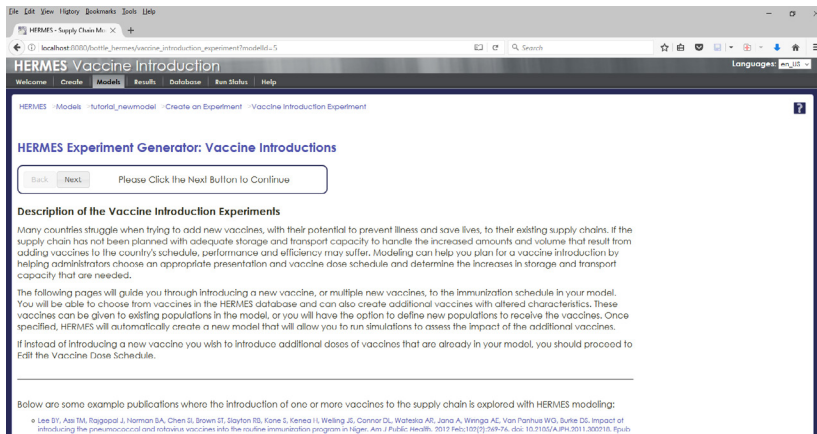 File Edit View History Bookmarks Tools Help
HERMES - Supply Chain Mo
localhost:8080/bottle_hermes/vaccine_introduction_experiment?modelId=5
Search
HERMES Vaccine Introduction
Languages: en_US
Welcome Create Models Results Database Run Status Help
HERMES >Models >tutorial_newmodel >Create an Experiment >Vaccine Introduction Experiment
?
HERMES Experiment Generator: Vaccine Introductions
Back Next Please Click the Next Button to Continue
Description of the Vaccine Introduction Experiments
Many countries struggle when trying to add new vaccines, with their potential to prevent illness and save lives, to their existing supply chains. If the
supply chain has not been planned with adequate storage and transport capacity to handle the increased amounts and volume that result from
adding vaccines to the country's schedule, performance and efficiency may suffer. Modeling can help you plan for a vaccine introduction by
helping administrators choose an appropriate presentation and vaccine dose schedule and determine the increases in storage and transport
capacity that are needed.
The following pages will guide you through introducing a new vaccine, or multiple new vaccines, to the immunization schedule in your model.
You will be able to choose from vaccines in the HERMES database and can also create additional vaccines with altered characteristics. These
vaccines can be given to existing populations in the model, or you will have the option to define new populations to receive the vaccines. Once
specified, HERMES will automatically create a new model that will allow you to run simulations to assess the impact of the additional vaccines.
If instead of introducing a new vaccine you wish to introduce additional doses of vaccines that are already in your model, you should proceed to
Edit the Vaccine Dose Schedule.
Below are some example publications where the introduction of one or more vaccines to the supply chain is explored with HERMES modeling:
Lee BY, Assi TM, Rajgopal J, Norman BA, Chen SI, Brown ST, Slayton RB, Kone S, Kenea H, Welling JS, Connor DL, Wateska AR, Jana A, Wiringa AE, Van Panhuis WG, Burke DS. Impact of
introducing the pneumococcal and rotavirus vaccines into the routine immunization program in Niger. Am J Public Health. 2012 Feb;102(2):269-76. doi: 10.2105/AJPH.2011.300218. Epub